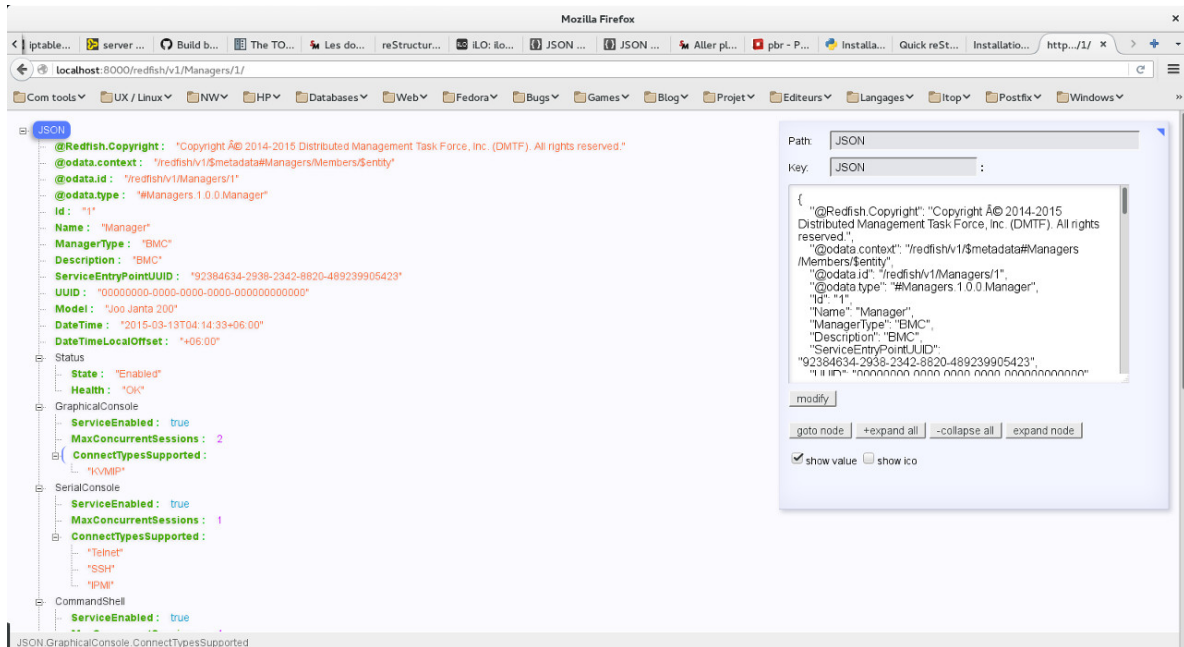 Mozilla Firefox ×
< iptable... server ... Build b... The TO... Les do... reStructur... iLO: ilo... JSON ... JSON ... Aller pl... pbr - P... Installa... Quick reSt... Installatio... http.../1/ × >
localhost:8000/redfish/v1/Managers/1/
Com tools UX / Linux NW HP Databases Web Fedora Bugs Games Blog Projet Editeurs Langages Itop Postfix Windows »
JSON
@Redfish.Copyright : "Copyright Â© 2014-2015 Distributed Management Task Force, Inc. (DMTF). All rights reserved."
@odata.context : "/redfish/v1/$metadata#Managers/Members/$entity"
@odata.id : "/redfish/v1/Managers/1"
@odata.type : "#Managers.1.0.0.Manager"
Id : "1"
Name : "Manager"
ManagerType : "BMC"
Description : "BMC"
ServiceEntryPointUUID : "92384634-2938-2342-8820-489239905423"
UUID : "00000000-0000-0000-0000-000000000000"
Model : "Joo Janta 200"
DateTime : "2015-03-13T04:14:33+06:00"
DateTimeLocalOffset : "+06:00"
Status
State : "Enabled"
Health : "OK"
GraphicalConsole
ServiceEnabled : true
MaxConcurrentSessions : 2
ConnectTypesSupported :
"KVMIP"
SerialConsole
ServiceEnabled : true
MaxConcurrentSessions : 1
ConnectTypesSupported :
"Telnet"
"SSH"
"IPMI"
CommandShell
ServiceEnabled : true
JSON.GraphicalConsole.ConnectTypesSupported
Path: JSON
Key: JSON :
{
"@Redfish.Copyright": "Copyright Â© 2014-2015
Distributed Management Task Force, Inc. (DMTF). All rights
reserved.",
"@odata.context": "/redfish/v1/$metadata#Managers
/Members/$entity",
"@odata.id": "/redfish/v1/Managers/1",
"@odata.type": "#Managers.1.0.0.Manager",
"Id": "1",
"Name": "Manager",
"ManagerType": "BMC",
"Description": "BMC",
"ServiceEntryPointUUID":
"92384634-2938-2342-8820-489239905423",
"UUID": "00000000-0000-0000-0000-000000000000"
modify
goto node +expand all -collapse all expand node
show value show ico